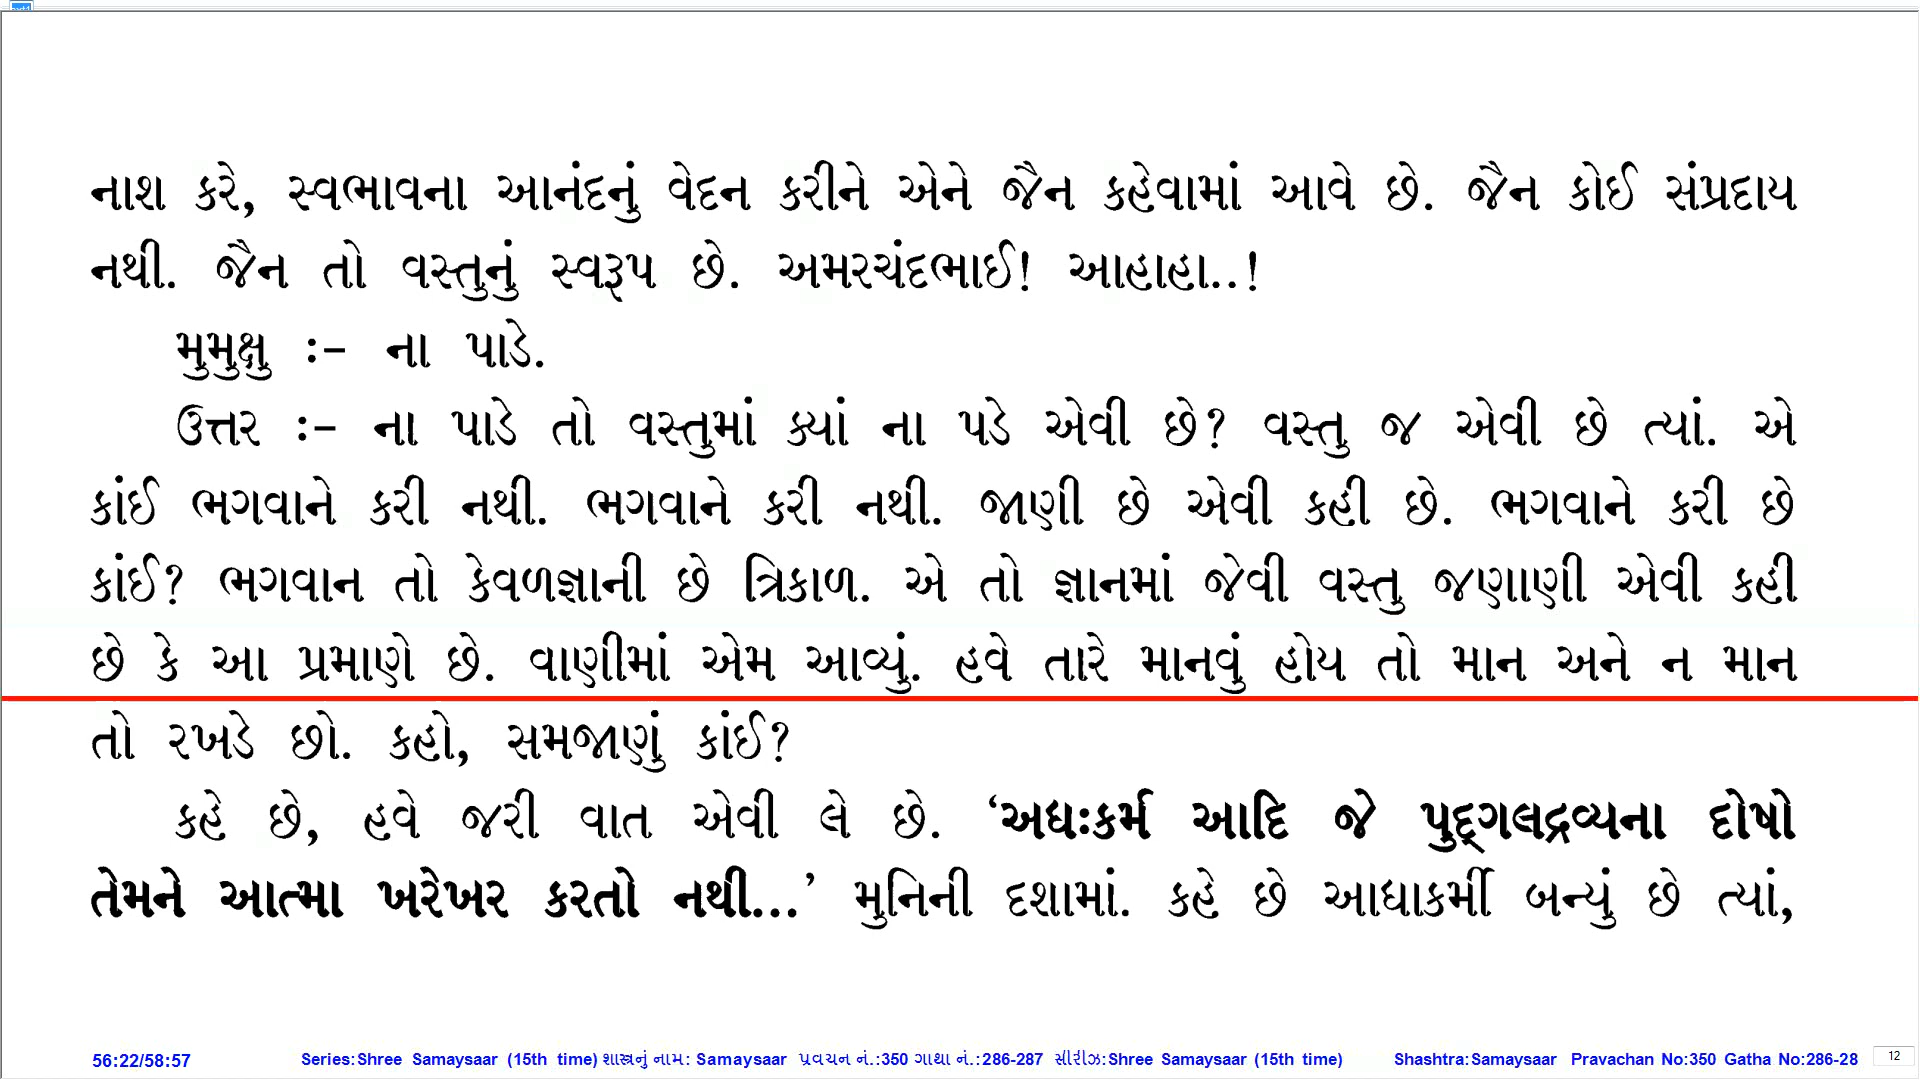 નાશ કરે, સ્વભાવના આનંદનું વેદન કરીને એને જૈન કહેવામાં આવે છે. જૈન કોઈ સંપ્રદાય
નથી. જૈન તો વસ્તુનું સ્વરૂપ છે. અમરચંદભાઈ! આહાહા..!
મુમુક્ષુ :– ના પાડે.
ઉત્તર :– ના પાડે તો વસ્તુમાં ક્યાં ના પડે એવી છે? વસ્તુ જ એવી છે ત્યાં. એ
કાંઈ ભગવાને કરી નથી. ભગવાને કરી નથી. જાણી છે એવી કહી છે. ભગવાને કરી છે
કાંઈ? ભગવાન તો કેવળજ્ઞાની છે ત્રિકાળ. એ તો જ્ઞાનમાં જેવી વસ્તુ જણાણી એવી કહી
છે કે આ પ્રમાણે છે. વાણીમાં એમ આવ્યું. હવે તારે માનવું હોય તો માન અને ન માન
તો રખડે છો. કહો, સમજાણું કાંઈ?
કહે છે, હવે જરી વાત એવી લે છે. ‘અધઃકર્મ આદિ જે પુદ્ગલદ્રવ્યના દોષો
તેમને આત્મા ખરેખર કરતો નથી...’ મુનિની દશામાં. કહે છે આધાકર્મી બન્યું છે ત્યાં,
56:22/58:57 Series:Shree Samaysaar (15th time) શાસ્ત્રનું નામ: Samaysaar પ્રવચન નં.:350 ગાથા નં.:286-287 સીરીઝ:Shree Samaysaar (15th time) Shashtra:Samaysaar Pravachan No:350 Gatha No:286-28 12